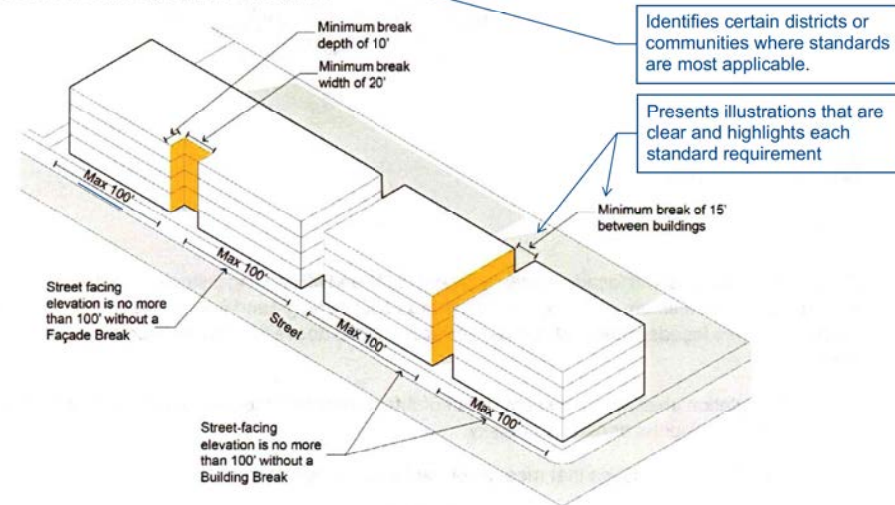 Identifies certain districts or
communities where standards
are most applicable.
Minimum break
depth of 10'
Minimum break
width of 20'
Presents illustrations that are
clear and highlights each
standard requirement
Minimum break of 15'
between buildings
Max 100'
Max 100'
Max 100'
Max 100'
Street
Street facing
elevation is no more
than 100' without a
Façade Break
Street-facing
elevation is no more
than 100' without a
Building Break